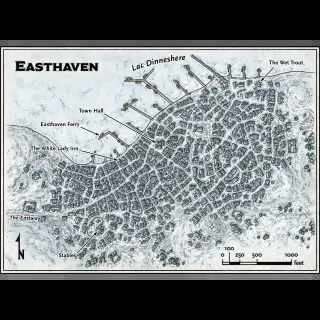 EASTHAVEN
Lac Dinneshere
The Wet Trout
Town Hall
Easthaven Ferry
The White Lady Inn
The Eastway
Stables
N
100
0 250 500 1000
feet